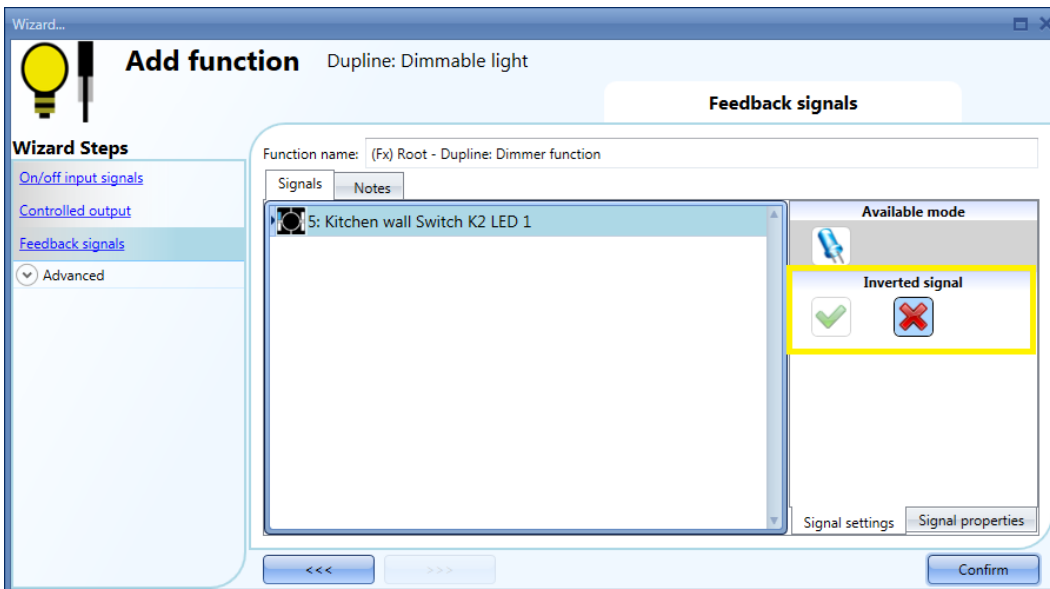 Wizard...
Add function Dupline: Dimmable light
Feedback signals
Wizard Steps
On/off input signals
Controlled output
Feedback signals
Advanced
Function name: (Fx) Root - Dupline: Dimmer function
Signals Notes
5: Kitchen wall Switch K2 LED 1
Available mode
Inverted signal
Signal settings Signal properties
<<< >>> Confirm